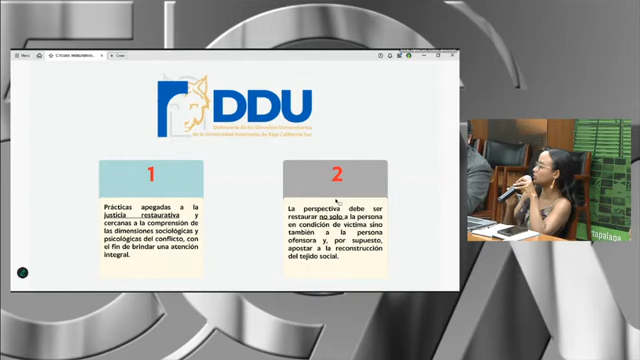 Menú
Crear
DDU
Defensoría de los Derechos Universitarios
de la Universidad Autónoma de Baja California Sur
1
2
Prácticas apegadas a la
justicia restaurativa y
cercanas a la comprensión de
las dimensiones sociológicas y
psicológicas del conflicto, con
el fin de brindar una atención
integral.
La perspectiva debe ser
restaurar no solo a la persona
en condición de víctima sino
también a la persona
ofensora y, por supuesto,
apostar a la reconstrucción
del tejido social.